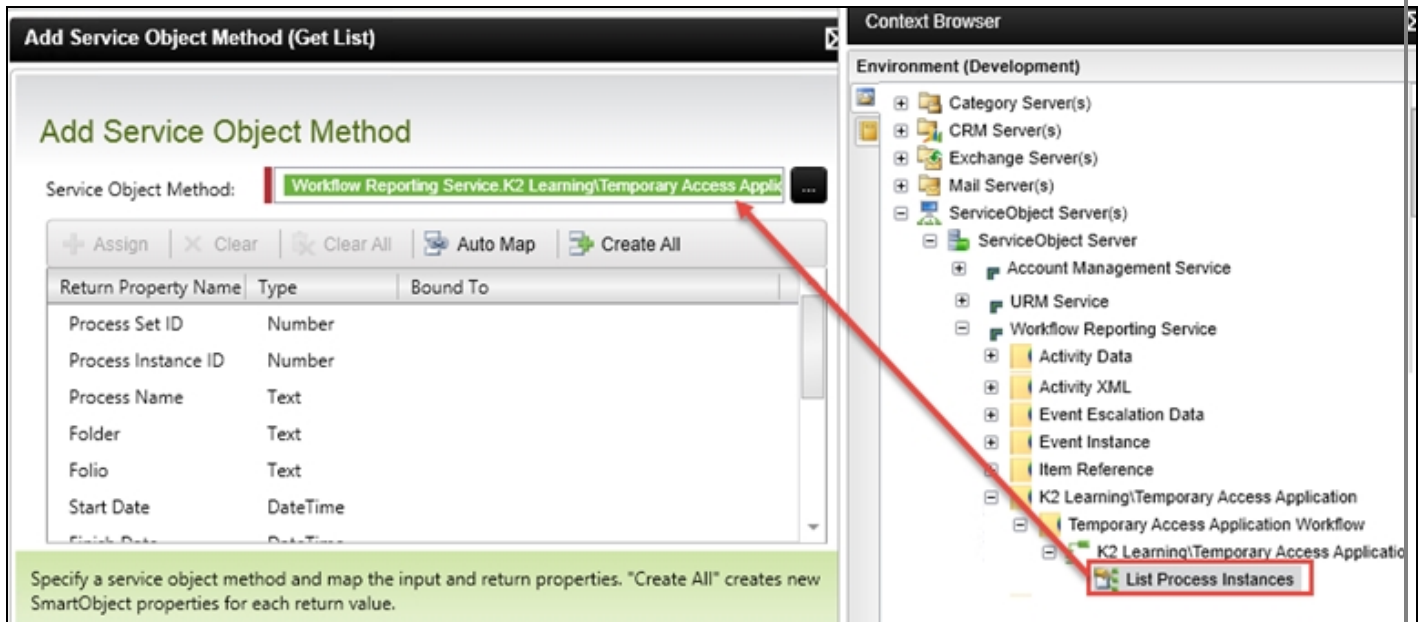 Add Service Object Method (Get List)
Add Service Object Method
Service Object Method:
Workflow Reporting Service.K2 Learning\Temporary Access Applic
...
Assign
Clear
Clear All
Auto Map
Create All
Return Property Name Type Bound To
Process Set ID Number
Process Instance ID Number
Process Name Text
Folder Text
Folio Text
Start Date DateTime
Finish Date DateTime
Specify a service object method and map the input and return properties. "Create All" creates new
SmartObject properties for each return value.
Context Browser
Environment (Development)
Category Server(s)
CRM Server(s)
Exchange Server(s)
Mail Server(s)
ServiceObject Server(s)
ServiceObject Server
Account Management Service
URM Service
Workflow Reporting Service
Activity Data
Activity XML
Event Escalation Data
Event Instance
Item Reference
K2 Learning\Temporary Access Application
Temporary Access Application Workflow
K2 Learning\Temporary Access Applicatio
List Process Instances